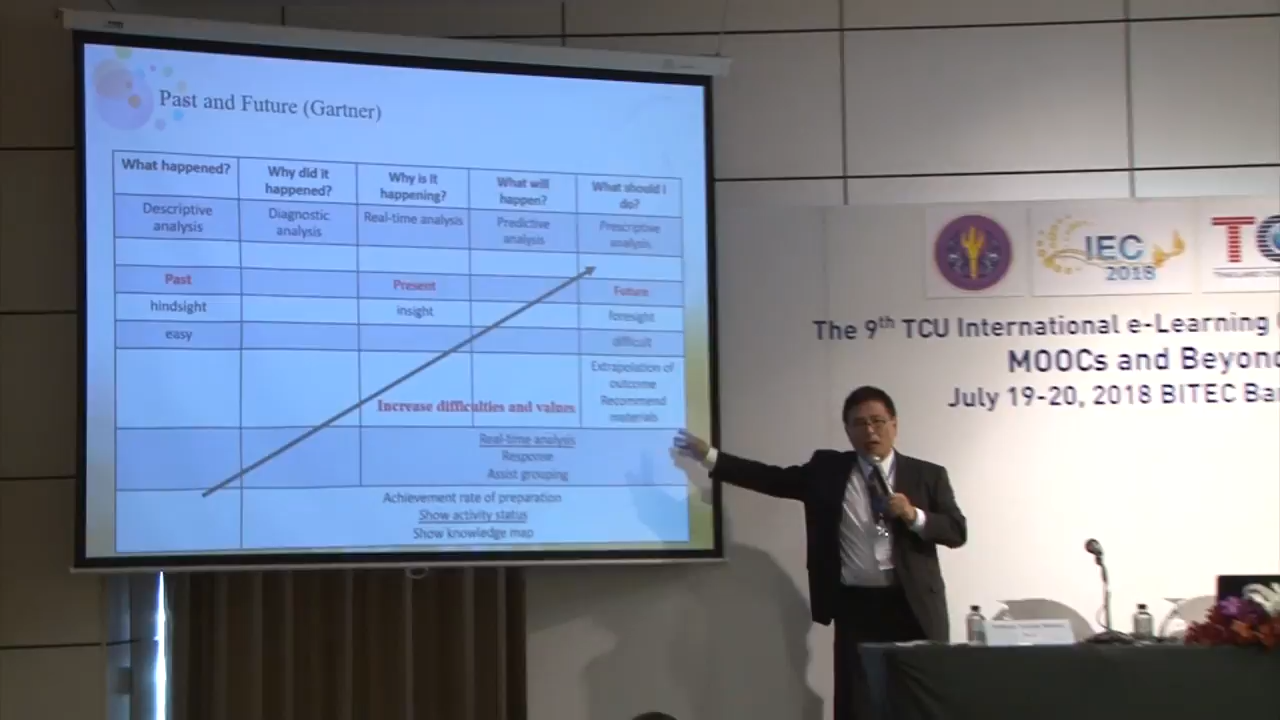 Past and Future (Gartner)
What happened?
Why did it
happened?
Why is it
happening?
What will
happen?
What should I
do?
Descriptive
analysis
Diagnostic
analysis
Real-time analysis
Predictive
analysis
Prescriptive
analysis
Past
Present
Future
hindsight
insight
foresight
easy
difficult
Extrapolation of
outcome
Recommend
materials
Increase difficulties and values
Real-time analysis
Response
Assist grouping
Achievement rate of preparation
Show activity status
Show knowledge map
IEC
2018
The 9th TCU International e-Learning
MOOCs and Beyond
July 19-20, 2018 BITEC